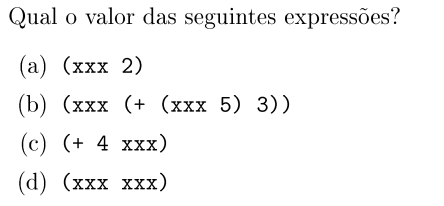 Qual o valor das seguintes expressões?
(a) (xxx 2)
(b) (xxx (+ (xxx 5) 3))
(c) (+ 4 xxx)
(d) (xxx xxx)